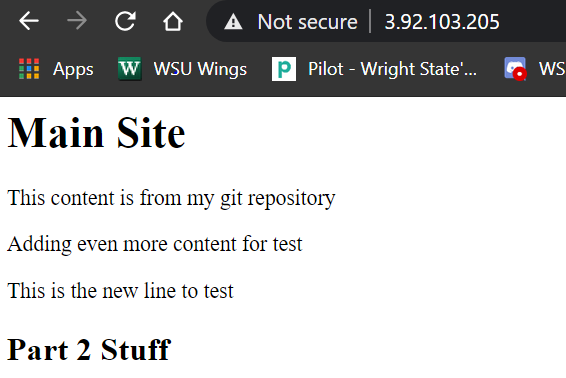 Not secure | 3.92.103.205
Apps W WSU Wings p Pilot - Wright State'... WS
Main Site
This content is from my git repository
Adding even more content for test
This is the new line to test
Part 2 Stuff